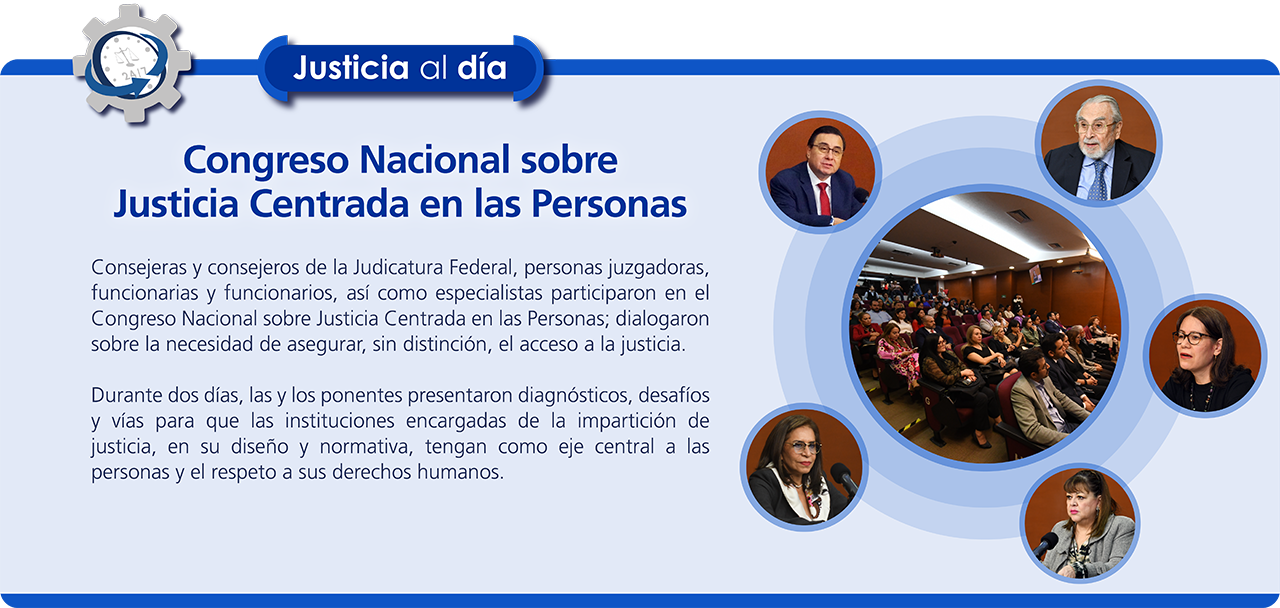 24/7
Justicia al día
Congreso Nacional sobre
Justicia Centrada en las Personas
Consejeras y consejeros de la Judicatura Federal, personas juzgadoras,
funcionarias y funcionarios, así como especialistas participaron en el
Congreso Nacional sobre Justicia Centrada en las Personas; dialogaron
sobre la necesidad de asegurar, sin distinción, el acceso a la justicia.
Durante dos días, las y los ponentes presentaron diagnósticos, desafíos
y vías para que las instituciones encargadas de la impartición de
justicia, en su diseño y normativa, tengan como eje central a las
personas y el respeto a sus derechos humanos.